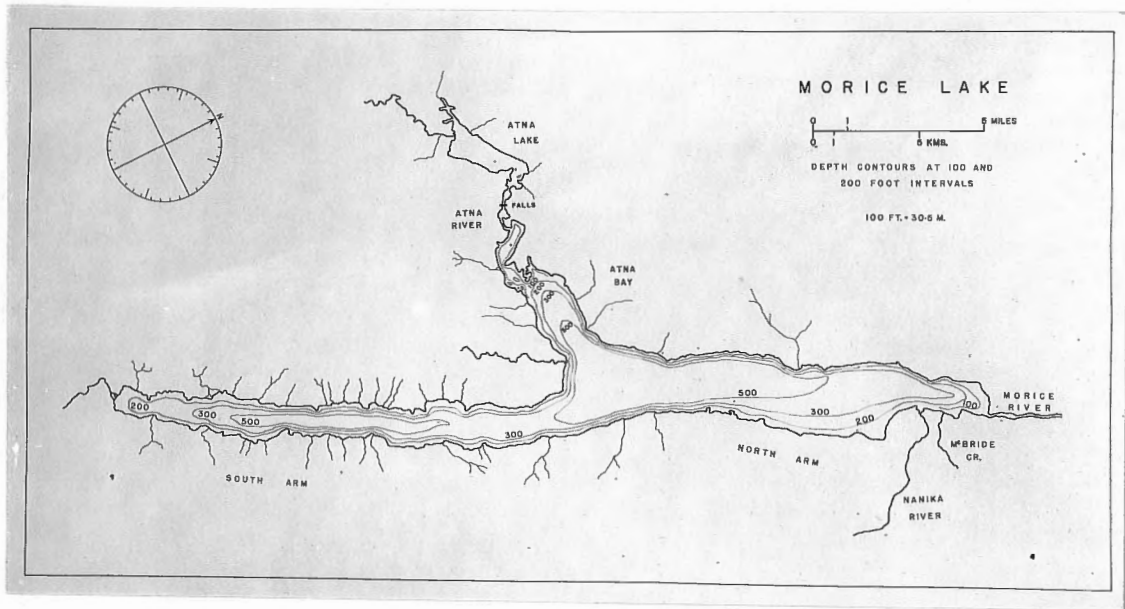 MORICE LAKE
0 1 5 MILES
0 1 5 KMS.
DEPTH CONTOURS AT 100 AND
200 FOOT INTERVALS
100 FT. = 30·5 M.
N
ATNA
LAKE
FALLS
ATNA
RIVER
ATNA
BAY
500
300
200
100
MORICE
RIVER
200
300
500
300
NORTH ARM
McBRIDE
CR.
SOUTH ARM
NANIKA
RIVER